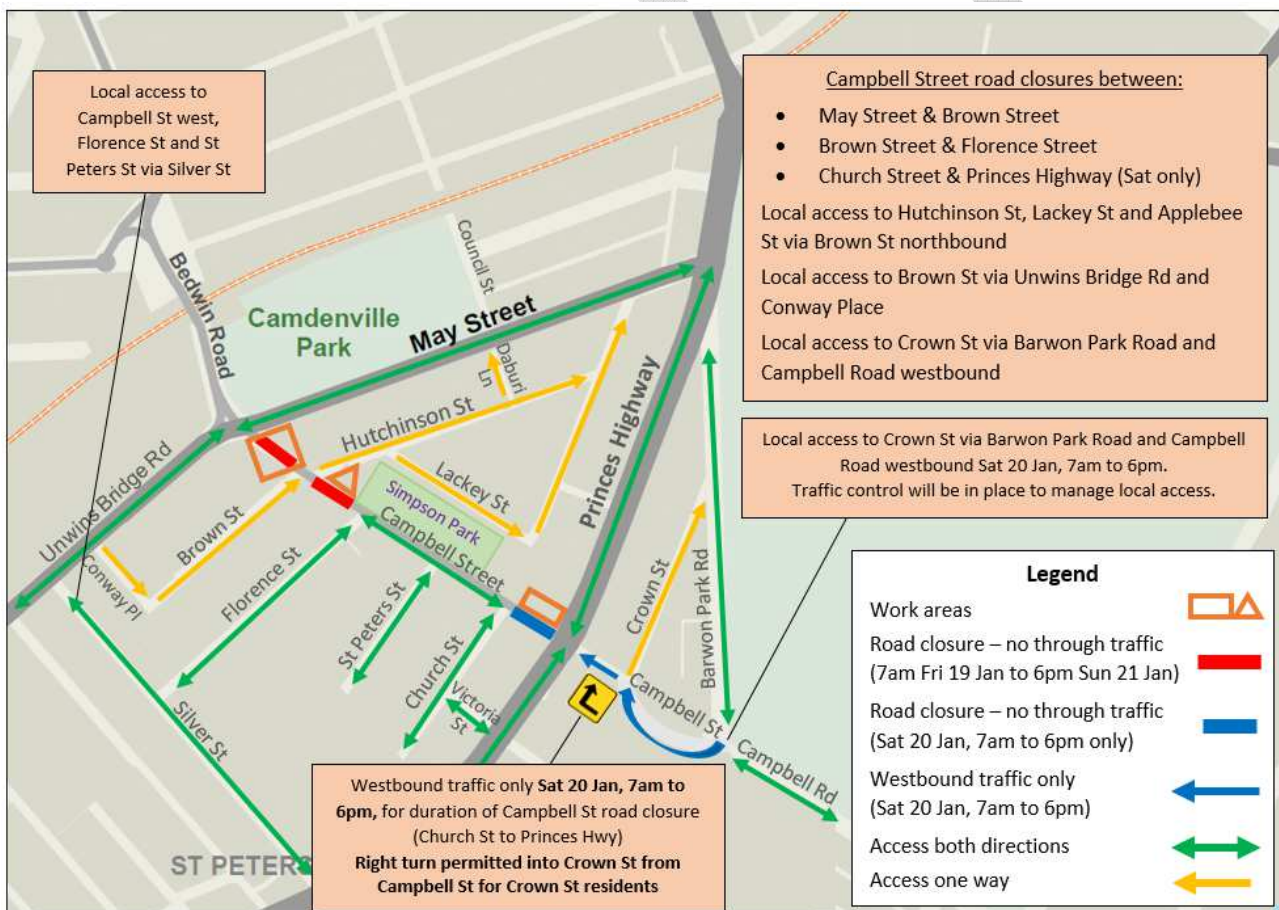 Local access to
Campbell St west,
Florence St and St
Peters St via Silver St
Campbell Street road closures between:
• May Street & Brown Street
• Brown Street & Florence Street
• Church Street & Princes Highway (Sat only)
Local access to Hutchinson St, Lackey St and Applebee
St via Brown St northbound
Local access to Brown St via Unwins Bridge Rd and
Conway Place
Local access to Crown St via Barwon Park Road and
Campbell Road westbound
Local access to Crown St via Barwon Park Road and Campbell
Road westbound Sat 20 Jan, 7am to 6pm.
Traffic control will be in place to manage local access.
Bedwin Road
Camdenville
Park
Council St
May Street
Daburi
Ln
Princes Highway
Hutchinson St
Lackey St
Simpson Park
Campbell Street
Unwins Bridge Rd
Brown St
Conway Pl
Florence St
St Peters St
Church St
Victoria
St
Silver St
Crown St
Barwon Park Rd
Campbell St
Campbell Rd
ST PETERS
Westbound traffic only Sat 20 Jan, 7am to
6pm, for duration of Campbell St road closure
(Church St to Princes Hwy)
Right turn permitted into Crown St from
Campbell St for Crown St residents
Legend
Work areas
Road closure – no through traffic
(7am Fri 19 Jan to 6pm Sun 21 Jan)
Road closure – no through traffic
(Sat 20 Jan, 7am to 6pm only)
Westbound traffic only
(Sat 20 Jan, 7am to 6pm)
Access both directions
Access one way